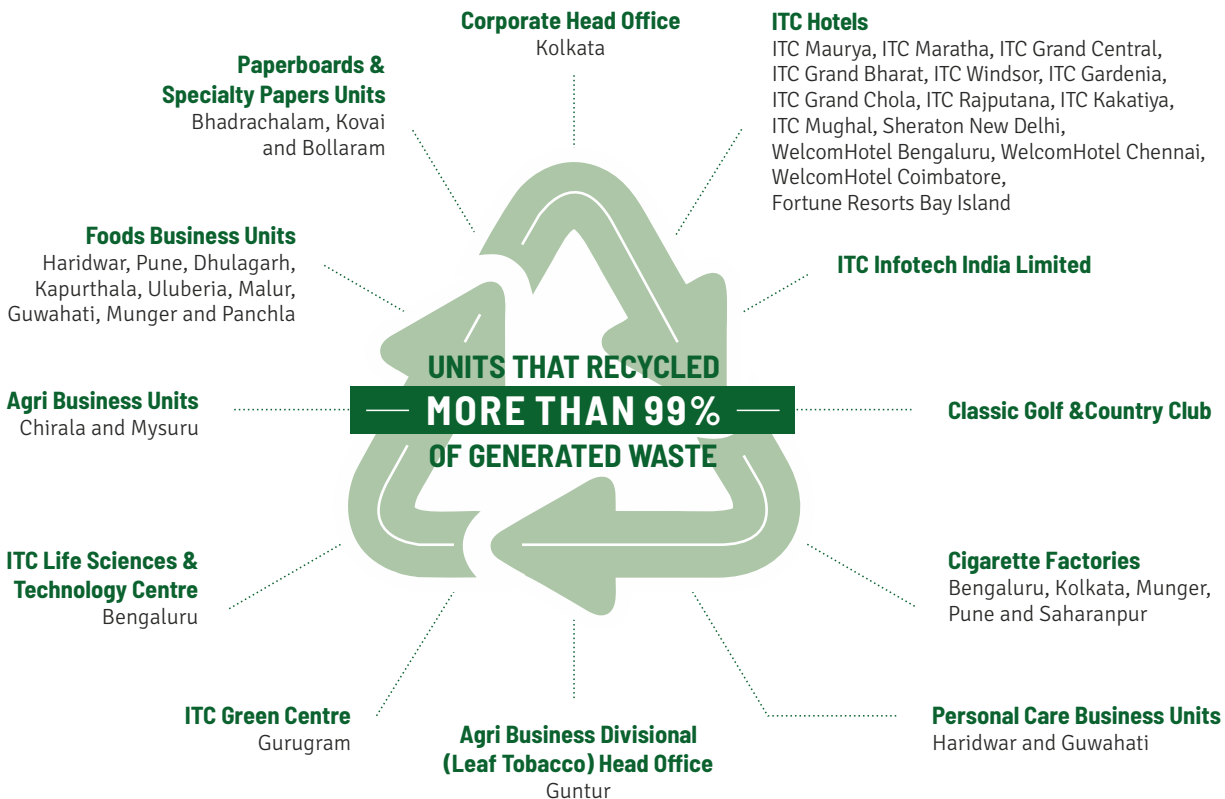 Corporate Head Office
Kolkata
ITC Hotels
ITC Maurya, ITC Maratha, ITC Grand Central,
ITC Grand Bharat, ITC Windsor, ITC Gardenia,
ITC Grand Chola, ITC Rajputana, ITC Kakatiya,
ITC Mughal, Sheraton New Delhi,
WelcomHotel Bengaluru, WelcomHotel Chennai,
WelcomHotel Coimbatore,
Fortune Resorts Bay Island
Paperboards &
Specialty Papers Units
Bhadrachalam, Kovai
and Bollaram
Foods Business Units
Haridwar, Pune, Dhulagarh,
Kapurthala, Uluberia, Malur,
Guwahati, Munger and Panchla
ITC Infotech India Limited
UNITS THAT RECYCLED
MORE THAN 99%
OF GENERATED WASTE
Agri Business Units
Chirala and Mysuru
Classic Golf &Country Club
ITC Life Sciences &
Technology Centre
Bengaluru
Cigarette Factories
Bengaluru, Kolkata, Munger,
Pune and Saharanpur
ITC Green Centre
Gurugram
Agri Business Divisional
(Leaf Tobacco) Head Office
Guntur
Personal Care Business Units
Haridwar and Guwahati